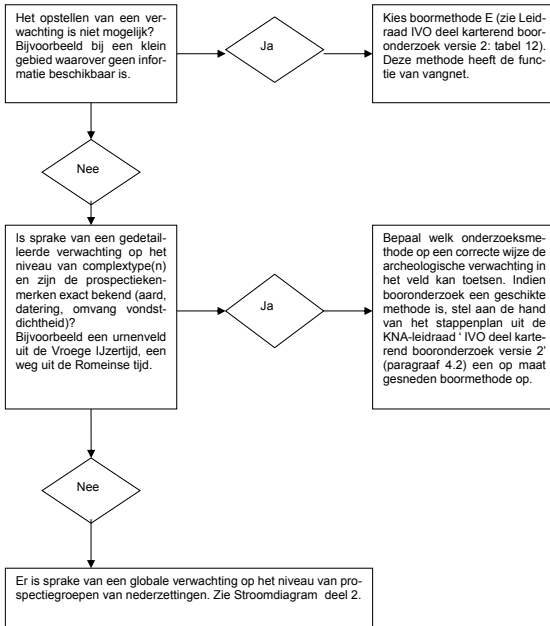 Het opstellen van een ver-
wachting is niet mogelijk?
Bijvoorbeeld bij een klein
gebied waarover geen infor-
matie beschikbaar is.
Ja
Kies boormethode E (zie Leid-
raad IVO deel karterend boor-
onderzoek versie 2: tabel 12).
Deze methode heeft de func-
tie van vangnet.
Nee
Is sprake van een gedetail-
leerde verwachting op het
niveau van complextype(n)
en zijn de prospectieken-
merken exact bekend (aard,
datering, omvang vondst-
dichtheid)?
Bijvoorbeeld een urnenveld
uit de Vroege IJzertijd, een
weg uit de Romeinse tijd.
Ja
Bepaal welk onderzoeksme-
thode op een correcte wijze de
archeologische verwachting in
het veld kan toetsen. Indien
booronderzoek een geschikte
methode is, stel aan de hand
van het stappenplan uit de
KNA-leidraad ‘ IVO deel karte-
rend booronderzoek versie 2’
(paragraaf 4.2) een op maat
gesneden boormethode op.
Nee
Er is sprake van een globale verwachting op het niveau van pro-
spectiegroepen van nederzettingen. Zie Stroomdiagram deel 2.